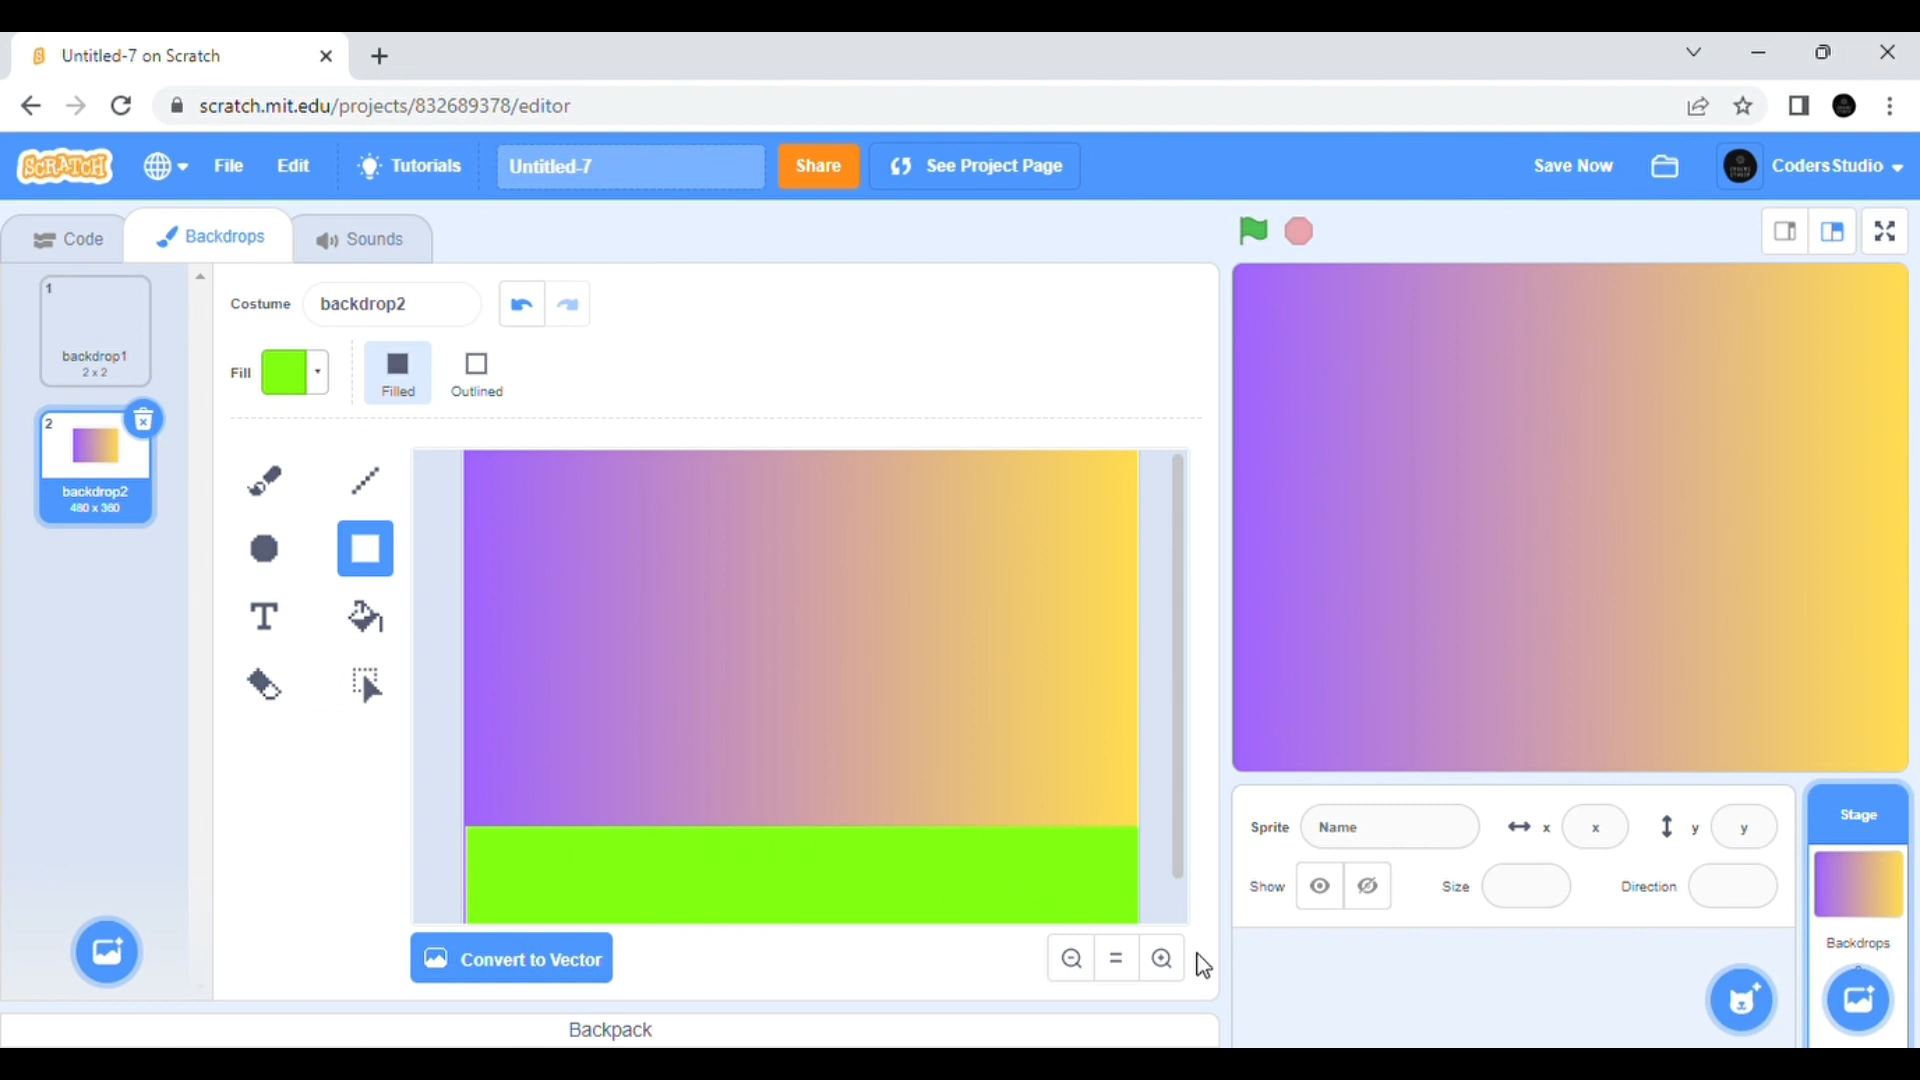 Untitled-7 on Scratch
scratch.mit.edu/projects/832689378/editor
SCRATCH File Edit Tutorials Untitled-7 Share See Project Page Save Now CodersStudio
Code Backdrops Sounds
1
backdrop1
2 x 2
2
backdrop2
480 x 360
Costume backdrop2
Fill Filled Outlined
T
Convert to Vector
Backpack
Sprite Name x x y y
Show Size Direction
Stage
Backdrops